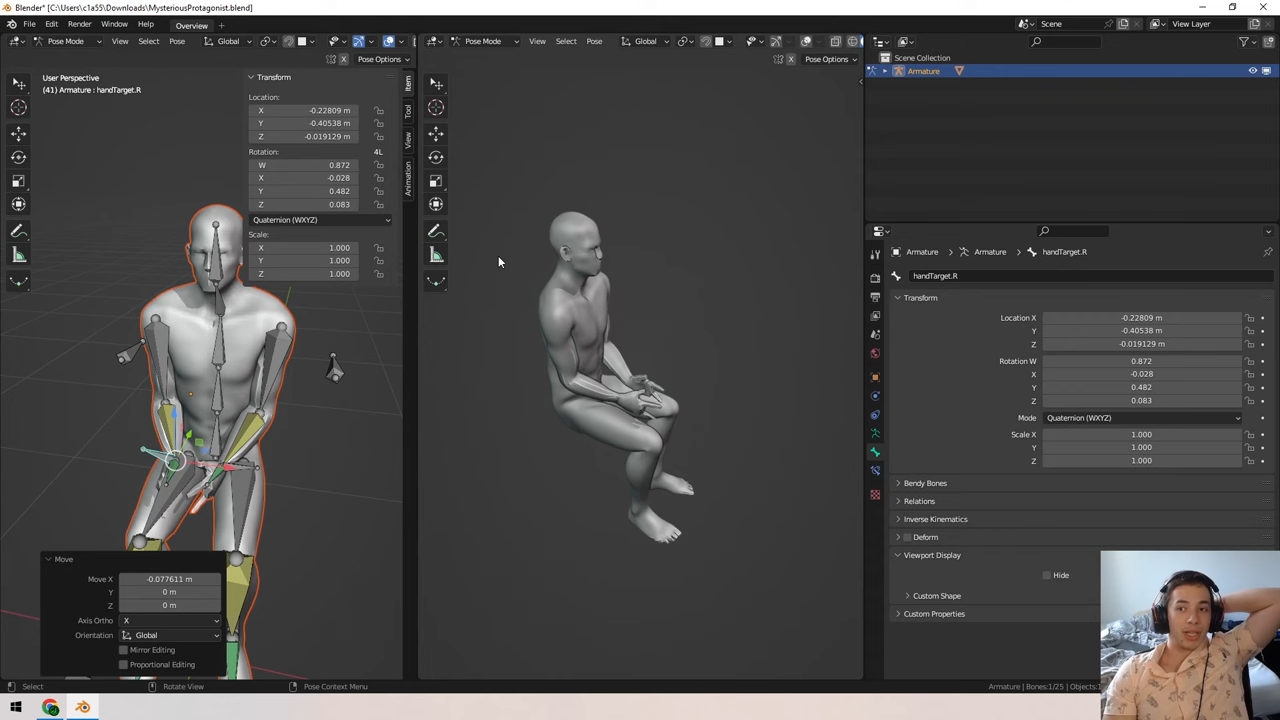 Blender* [C:\Users\c1a55\Downloads\MysteriousProtagonist.blend]
File Edit Render Window Help Overview
Scene View Layer
Pose Mode View Select Pose Global
Pose Mode View Select Pose Global
X Pose Options
X Pose Options
User Perspective
(41) Armature : handTarget.R
Transform
Location:
X -0.22809 m
Y -0.40538 m
Z -0.019129 m
Rotation: 4L
W 0.872
X -0.028
Y 0.482
Z 0.083
Quaternion (WXYZ)
Scale:
X 1.000
Y 1.000
Z 1.000
Item
Tool
View
Animation
Move
Move X -0.077611 m
Y 0 m
Z 0 m
Axis Ortho X
Orientation Global
Mirror Editing
Proportional Editing
Scene Collection
Armature
Armature Armature handTarget.R
handTarget.R
Transform
Location X -0.22809 m
Y -0.40538 m
Z -0.019129 m
Rotation W 0.872
X -0.028
Y 0.482
Z 0.083
Mode Quaternion (WXYZ)
Scale X 1.000
Y 1.000
Z 1.000
Bendy Bones
Relations
Inverse Kinematics
Deform
Viewport Display
Hide
Custom Shape
Custom Properties
Select Rotate View Pose Context Menu
Armature | Bones:1/25 | Objects:1